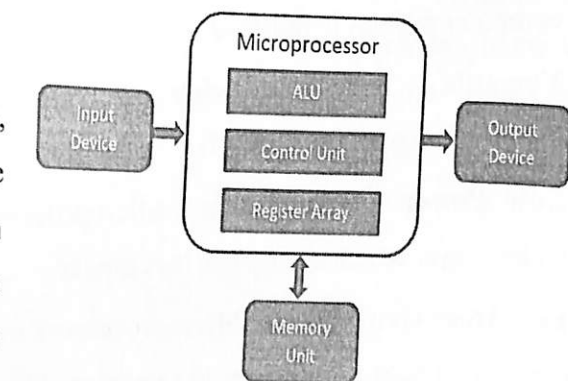 Microprocessor
ALU
Input
Device
Control Unit
Output
Device
Register Array
Memory
Unit